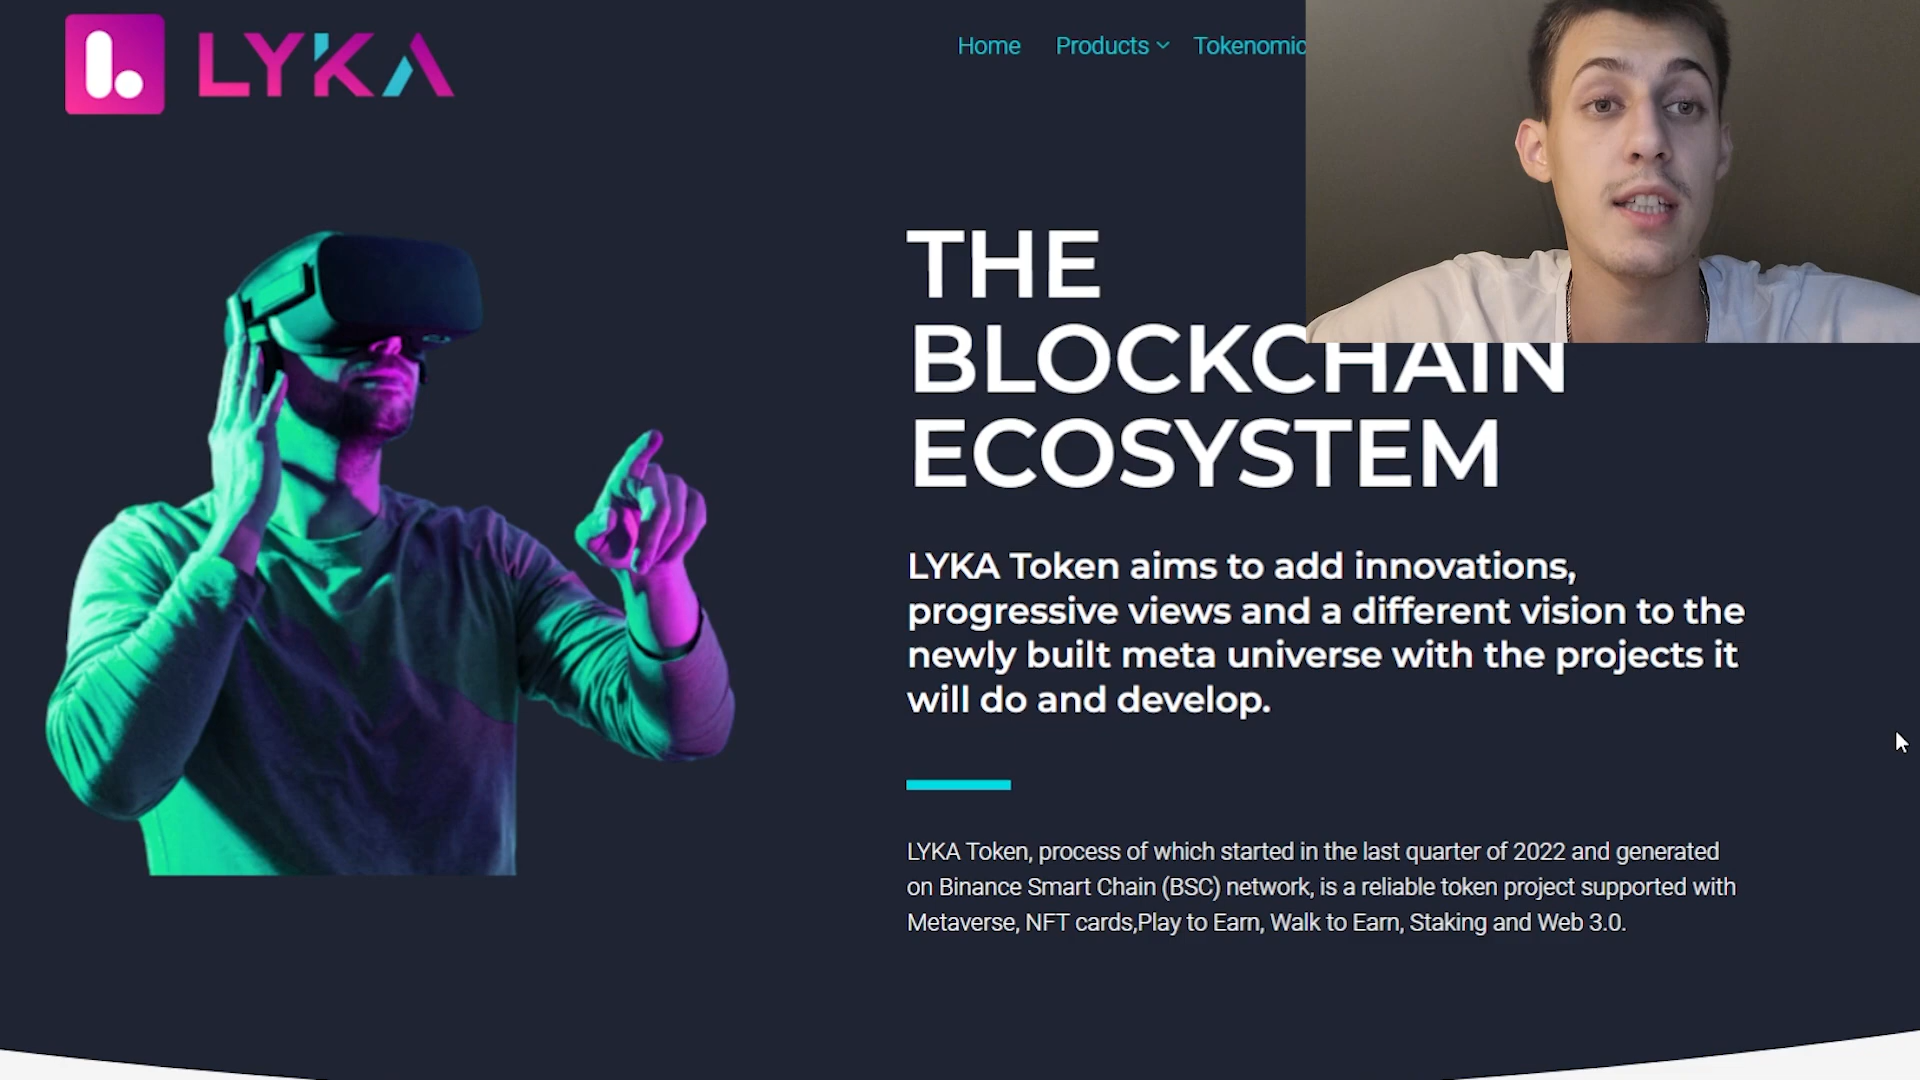 LYKA
Home Products Tokenomic
THE
BLOCKCHAIN
ECOSYSTEM
LYKA Token aims to add innovations,
progressive views and a different vision to the
newly built meta universe with the projects it
will do and develop.
LYKA Token, process of which started in the last quarter of 2022 and generated
on Binance Smart Chain (BSC) network, is a reliable token project supported with
Metaverse, NFT cards,Play to Earn, Walk to Earn, Staking and Web 3.0.